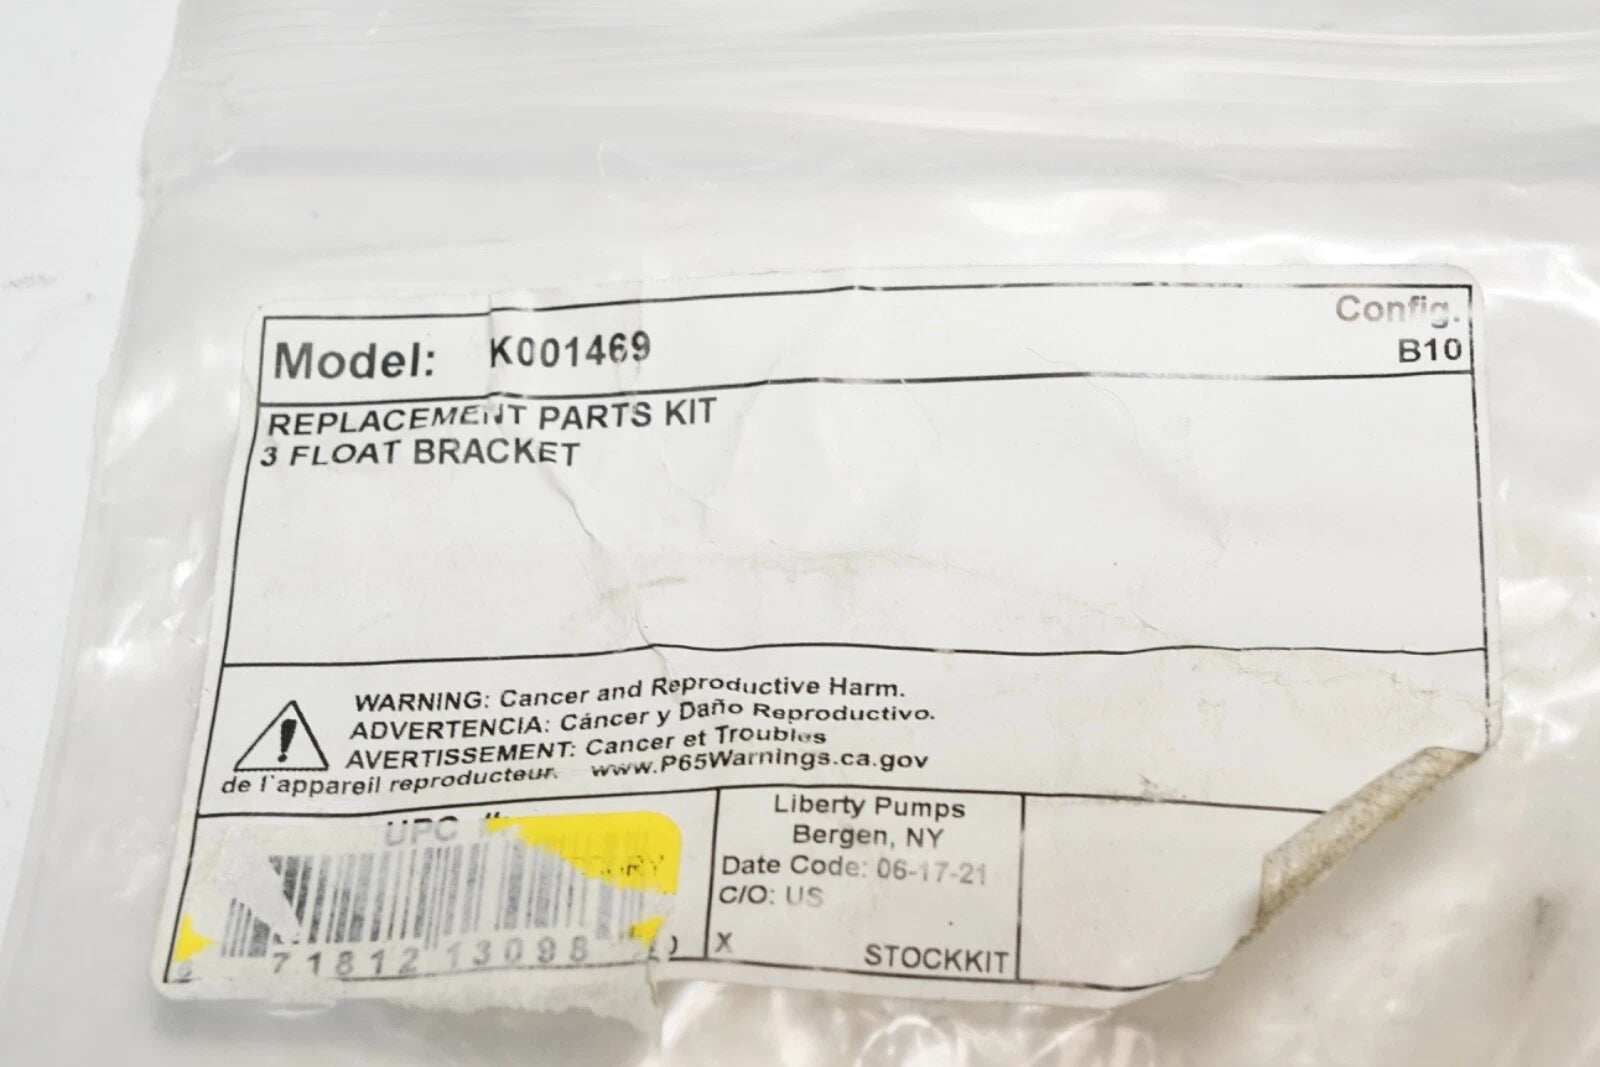 Model: K001469
Config.
B10
REPLACEMENT PARTS KIT
3 FLOAT BRACKET
WARNING: Cancer and Reproductive Harm.
ADVERTENCIA: Cáncer y Daño Reproductivo.
AVERTISSEMENT: Cancer et Troubles
de l'appareil reproducteur. www.P65Warnings.ca.gov
UPC
71812 13098
Liberty Pumps
Bergen, NY
Date Code: 06-17-21
C/O: US
X STOCKKIT